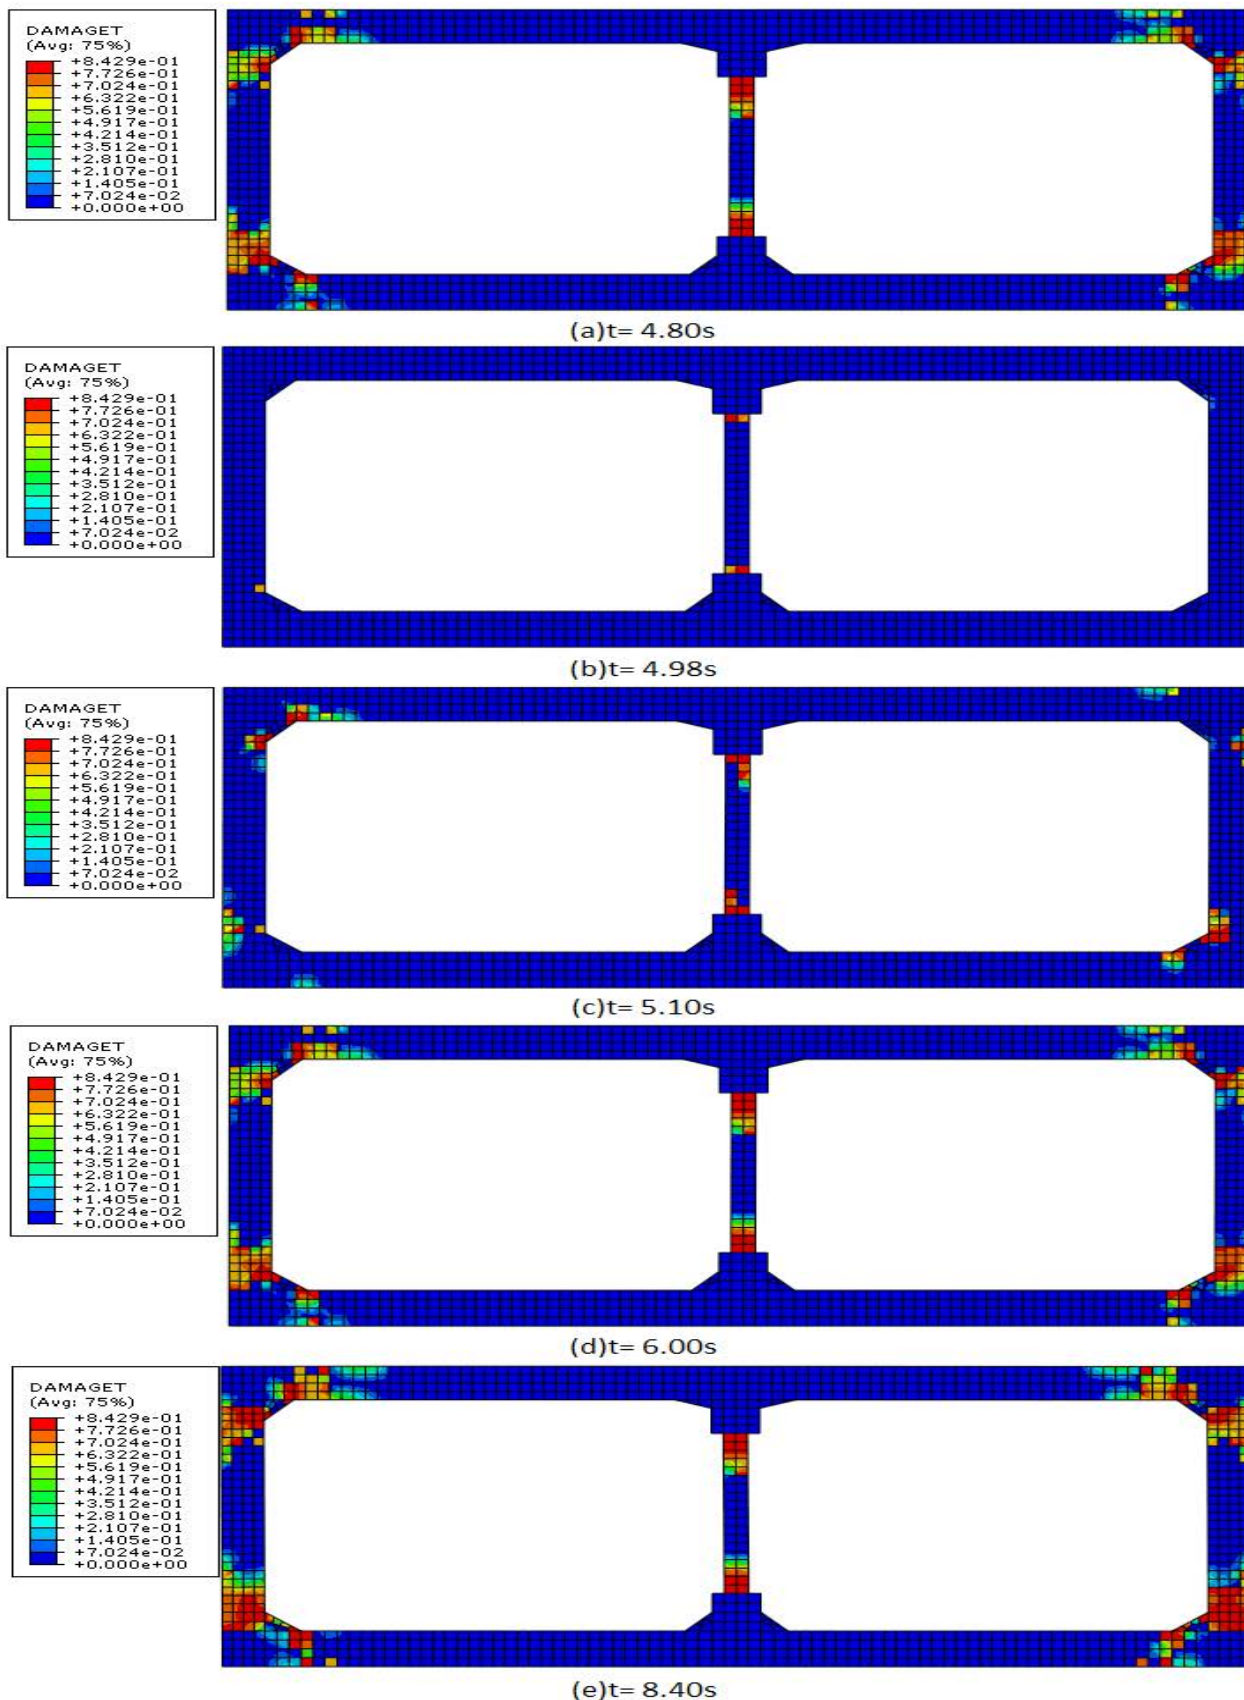 DAMAGET
(Avg: 75%)
+8.429e-01
+7.726e-01
+7.024e-01
+6.322e-01
+5.619e-01
+4.917e-01
+4.214e-01
+3.512e-01
+2.810e-01
+2.107e-01
+1.405e-01
+7.024e-02
+0.000e+00
(a)t= 4.80s
DAMAGET
(Avg: 75%)
+8.429e-01
+7.726e-01
+7.024e-01
+6.322e-01
+5.619e-01
+4.917e-01
+4.214e-01
+3.512e-01
+2.810e-01
+2.107e-01
+1.405e-01
+7.024e-02
+0.000e+00
(b)t= 4.98s
DAMAGET
(Avg: 75%)
+8.429e-01
+7.726e-01
+7.024e-01
+6.322e-01
+5.619e-01
+4.917e-01
+4.214e-01
+3.512e-01
+2.810e-01
+2.107e-01
+1.405e-01
+7.024e-02
+0.000e+00
(c)t= 5.10s
DAMAGET
(Avg: 75%)
+8.429e-01
+7.726e-01
+7.024e-01
+6.322e-01
+5.619e-01
+4.917e-01
+4.214e-01
+3.512e-01
+2.810e-01
+2.107e-01
+1.405e-01
+7.024e-02
+0.000e+00
(d)t= 6.00s
DAMAGET
(Avg: 75%)
+8.429e-01
+7.726e-01
+7.024e-01
+6.322e-01
+5.619e-01
+4.917e-01
+4.214e-01
+3.512e-01
+2.810e-01
+2.107e-01
+1.405e-01
+7.024e-02
+0.000e+00
(e)t= 8.40s